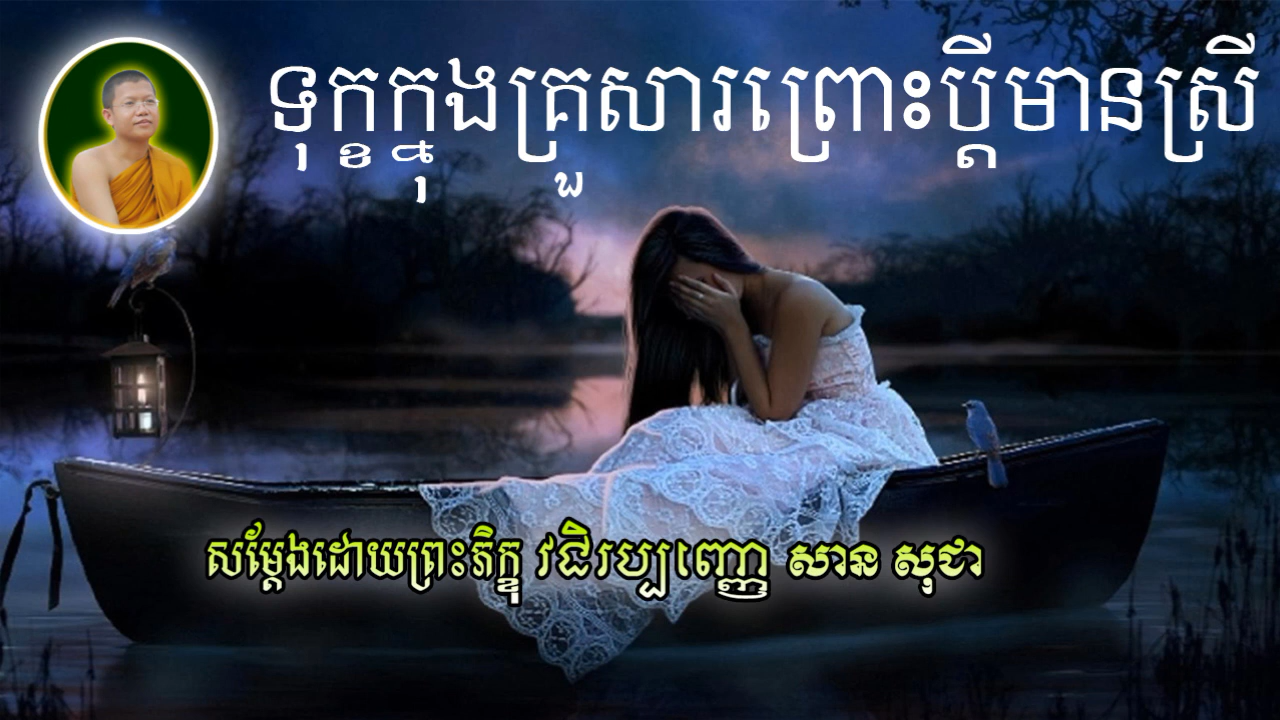 ទុក្ខក្នុងគ្រួសារព្រោះប្ដីមានស្រី
សម្ដែងដោយព្រះភិក្ខុ វជិរប្បញ្ញោ សាន សុជា